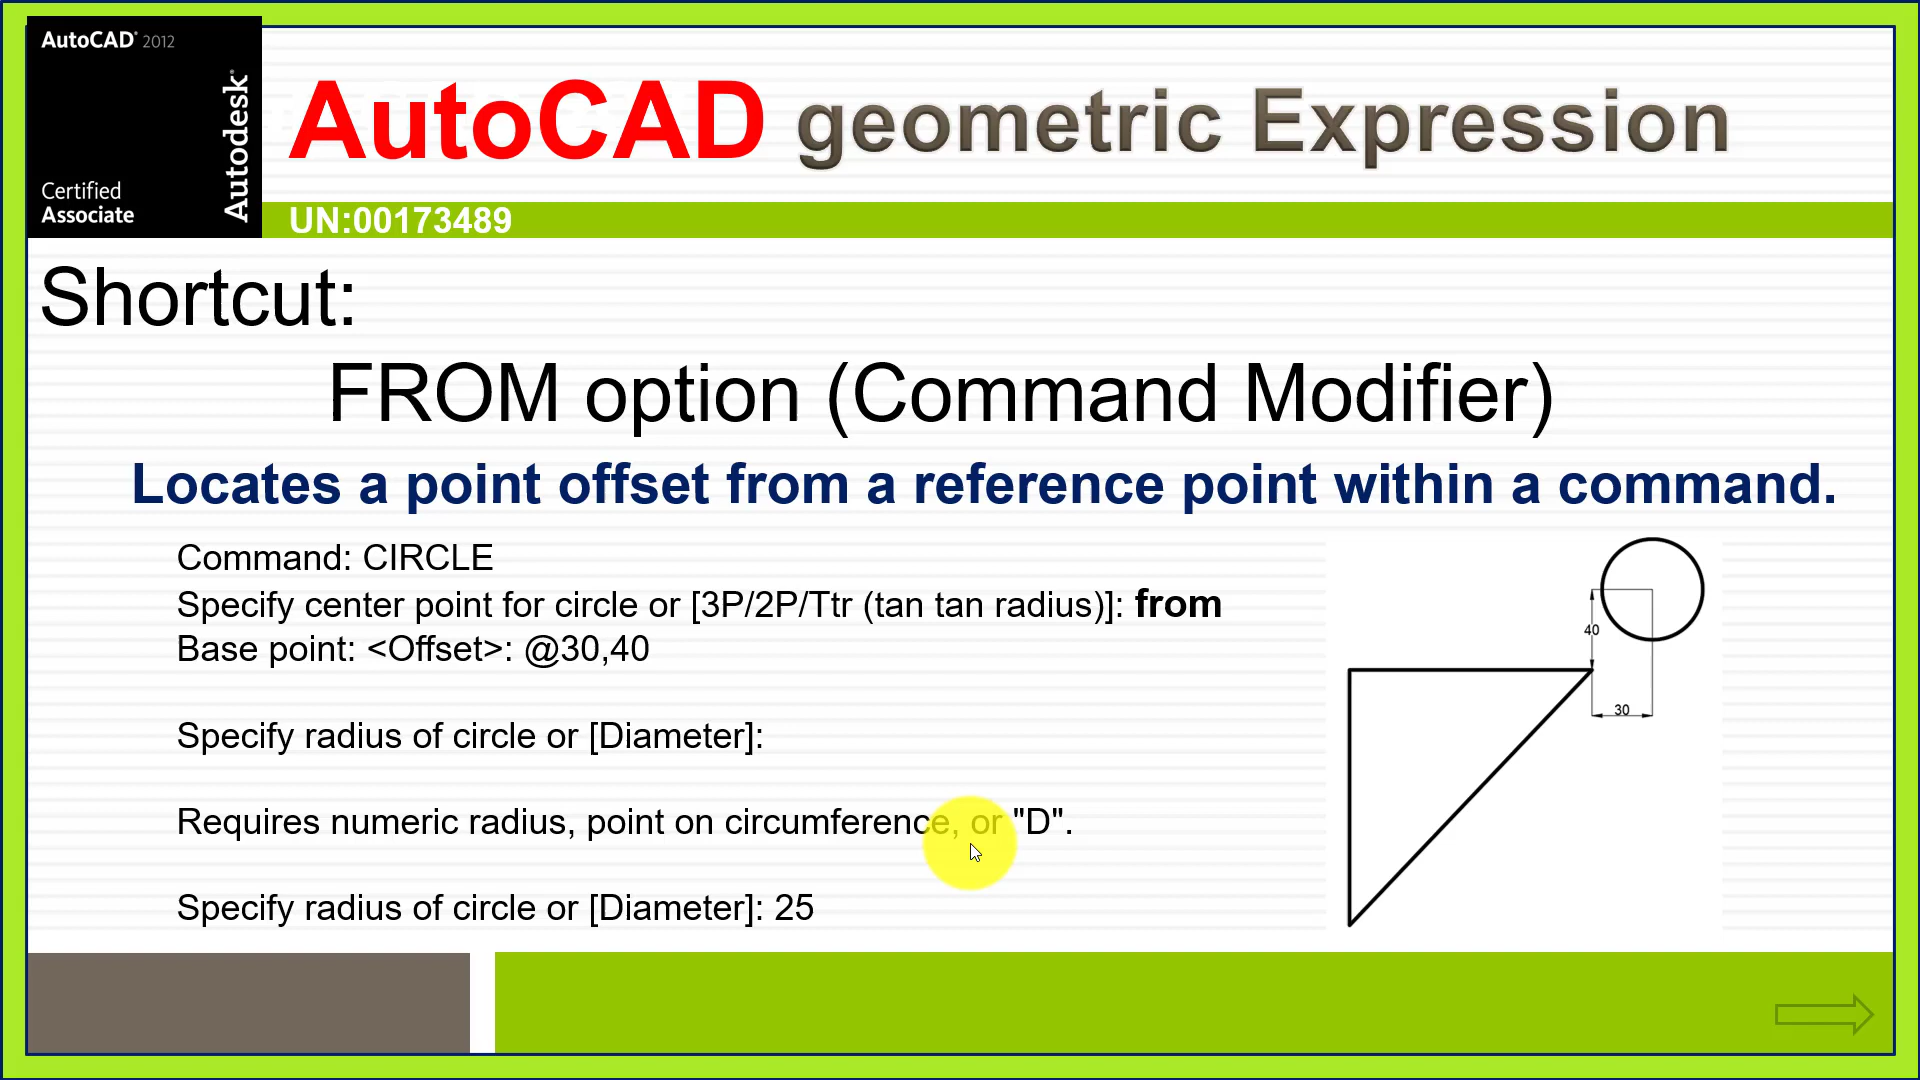 AutoCAD® 2012
Autodesk®
Certified
Associate
AutoCAD geometric Expression
UN:00173489
Shortcut:
FROM option (Command Modifier)
Locates a point offset from a reference point within a command.
Command: CIRCLE
Specify center point for circle or [3P/2P/Ttr (tan tan radius)]: from
Base point: <Offset>: @30,40
Specify radius of circle or [Diameter]:
Requires numeric radius, point on circumference, or "D".
Specify radius of circle or [Diameter]: 25
40
30